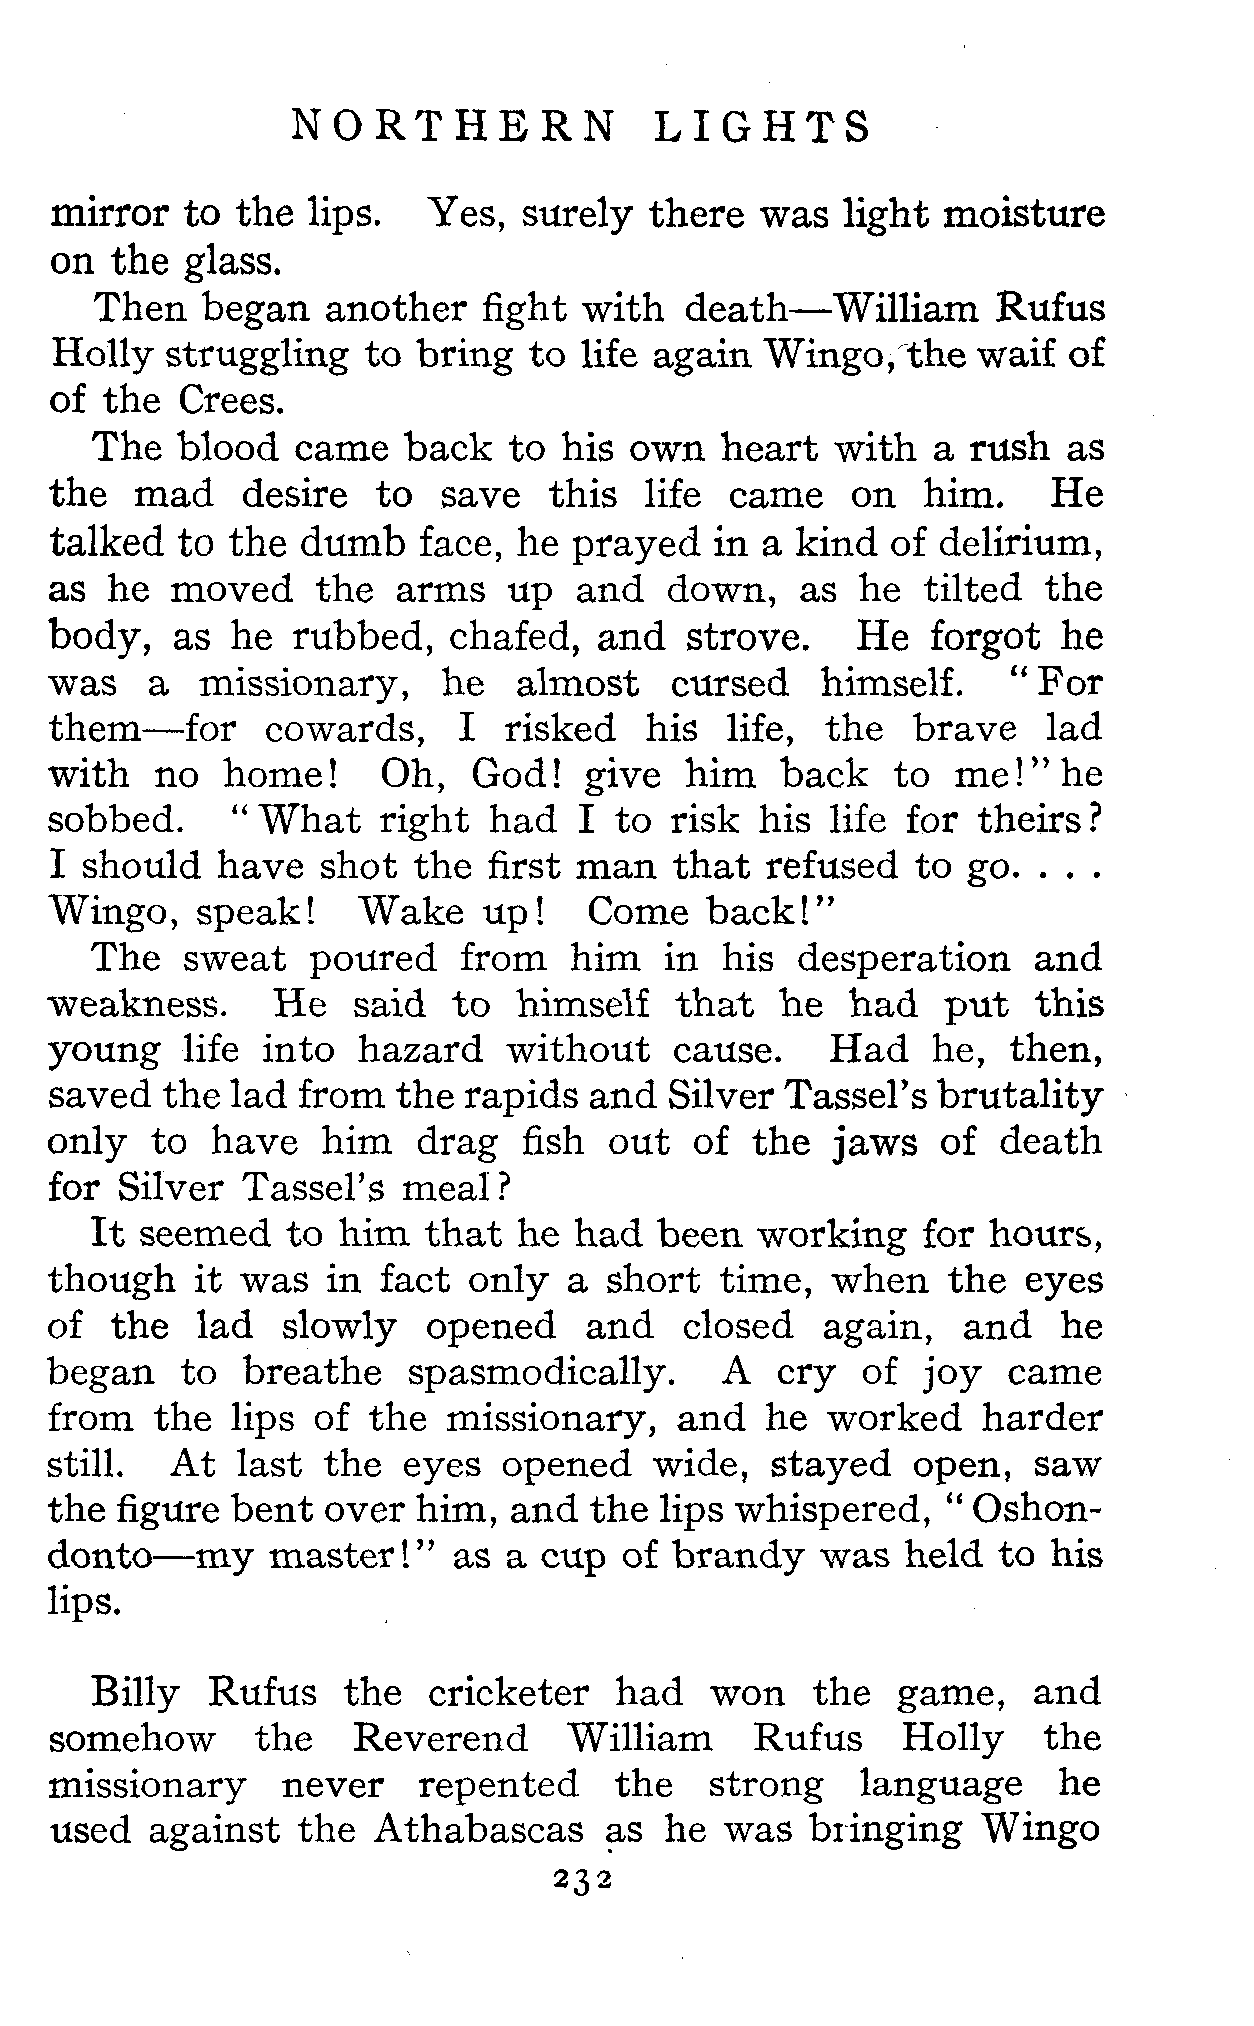 NORTHERN LIGHTS
mirror to the lips. Yes, surely there was light moisture
on the glass.
Then began another fight with death—William Rufus
Holly struggling to bring to life again Wingo, the waif of
of the Crees.
The blood came back to his own heart with a rush as
the mad desire to save this life came on him. He
talked to the dumb face, he prayed in a kind of delirium,
as he moved the arms up and down, as he tilted the
body, as he rubbed, chafed, and strove. He forgot he
was a missionary, he almost cursed himself. “For
them—for cowards, I risked his life, the brave lad
with no home! Oh, God! give him back to me!” he
sobbed. “What right had I to risk his life for theirs?
I should have shot the first man that refused to go. . . .
Wingo, speak! Wake up! Come back!”
The sweat poured from him in his desperation and
weakness. He said to himself that he had put this
young life into hazard without cause. Had he, then,
saved the lad from the rapids and Silver Tassel’s brutality
only to have him drag fish out of the jaws of death
for Silver Tassel’s meal?
It seemed to him that he had been working for hours,
though it was in fact only a short time, when the eyes
of the lad slowly opened and closed again, and he
began to breathe spasmodically. A cry of joy came
from the lips of the missionary, and he worked harder
still. At last the eyes opened wide, stayed open, saw
the figure bent over him, and the lips whispered, “Oshon-
donto—my master!” as a cup of brandy was held to his
lips.
Billy Rufus the cricketer had won the game, and
somehow the Reverend William Rufus Holly the
missionary never repented the strong language he
used against the Athabascas as he was bringing Wingo
232